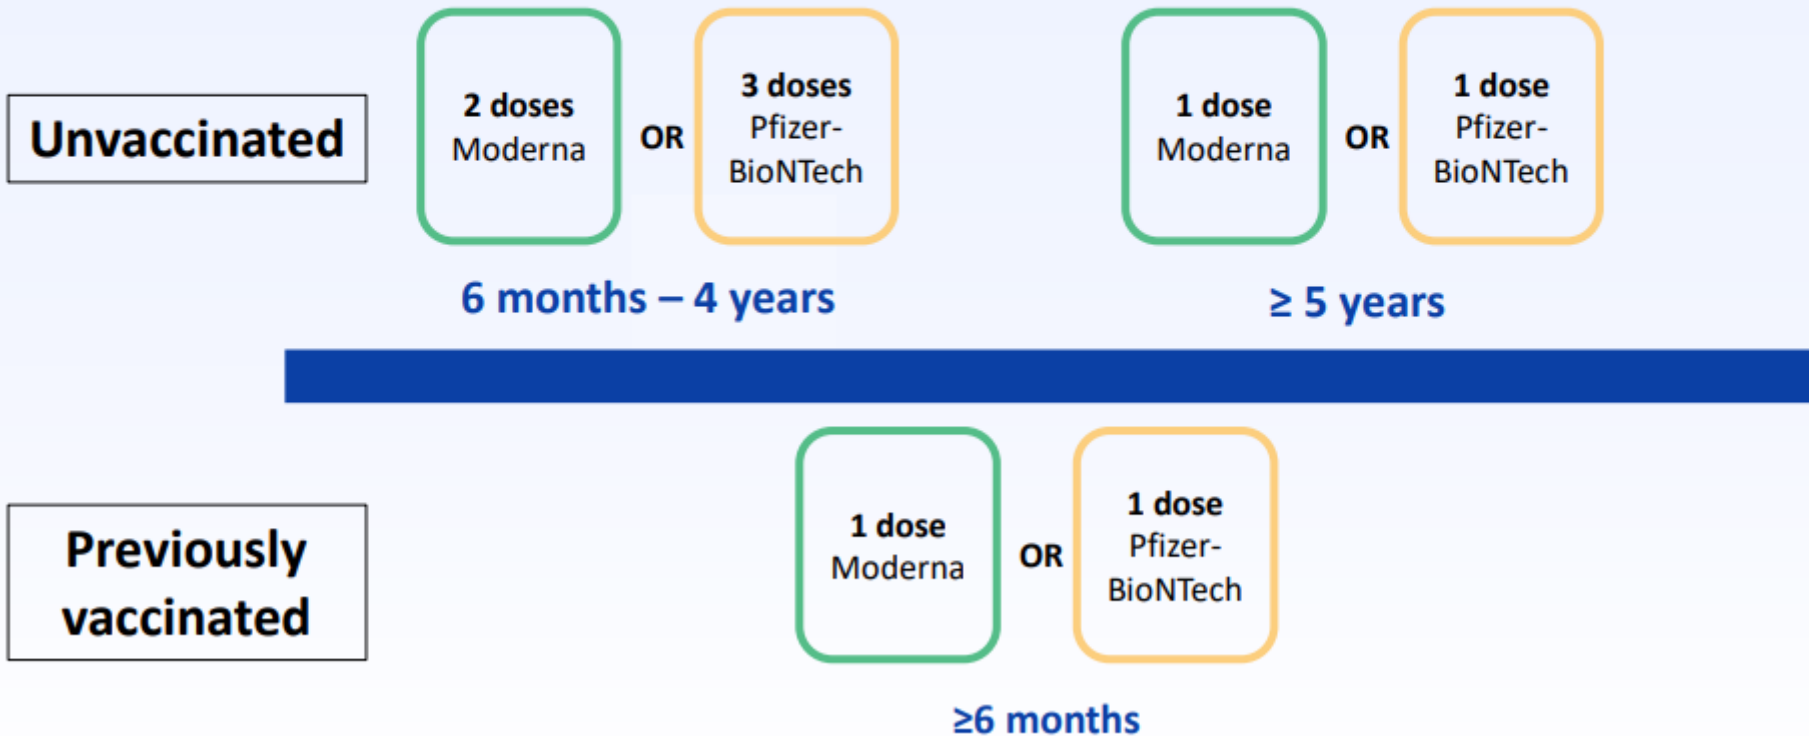 Unvaccinated
2 doses
Moderna
OR
3 doses
Pfizer-
BioNTech
1 dose
Moderna
OR
1 dose
Pfizer-
BioNTech
6 months – 4 years
≥ 5 years
Previously
vaccinated
1 dose
Moderna
OR
1 dose
Pfizer-
BioNTech
≥6 months